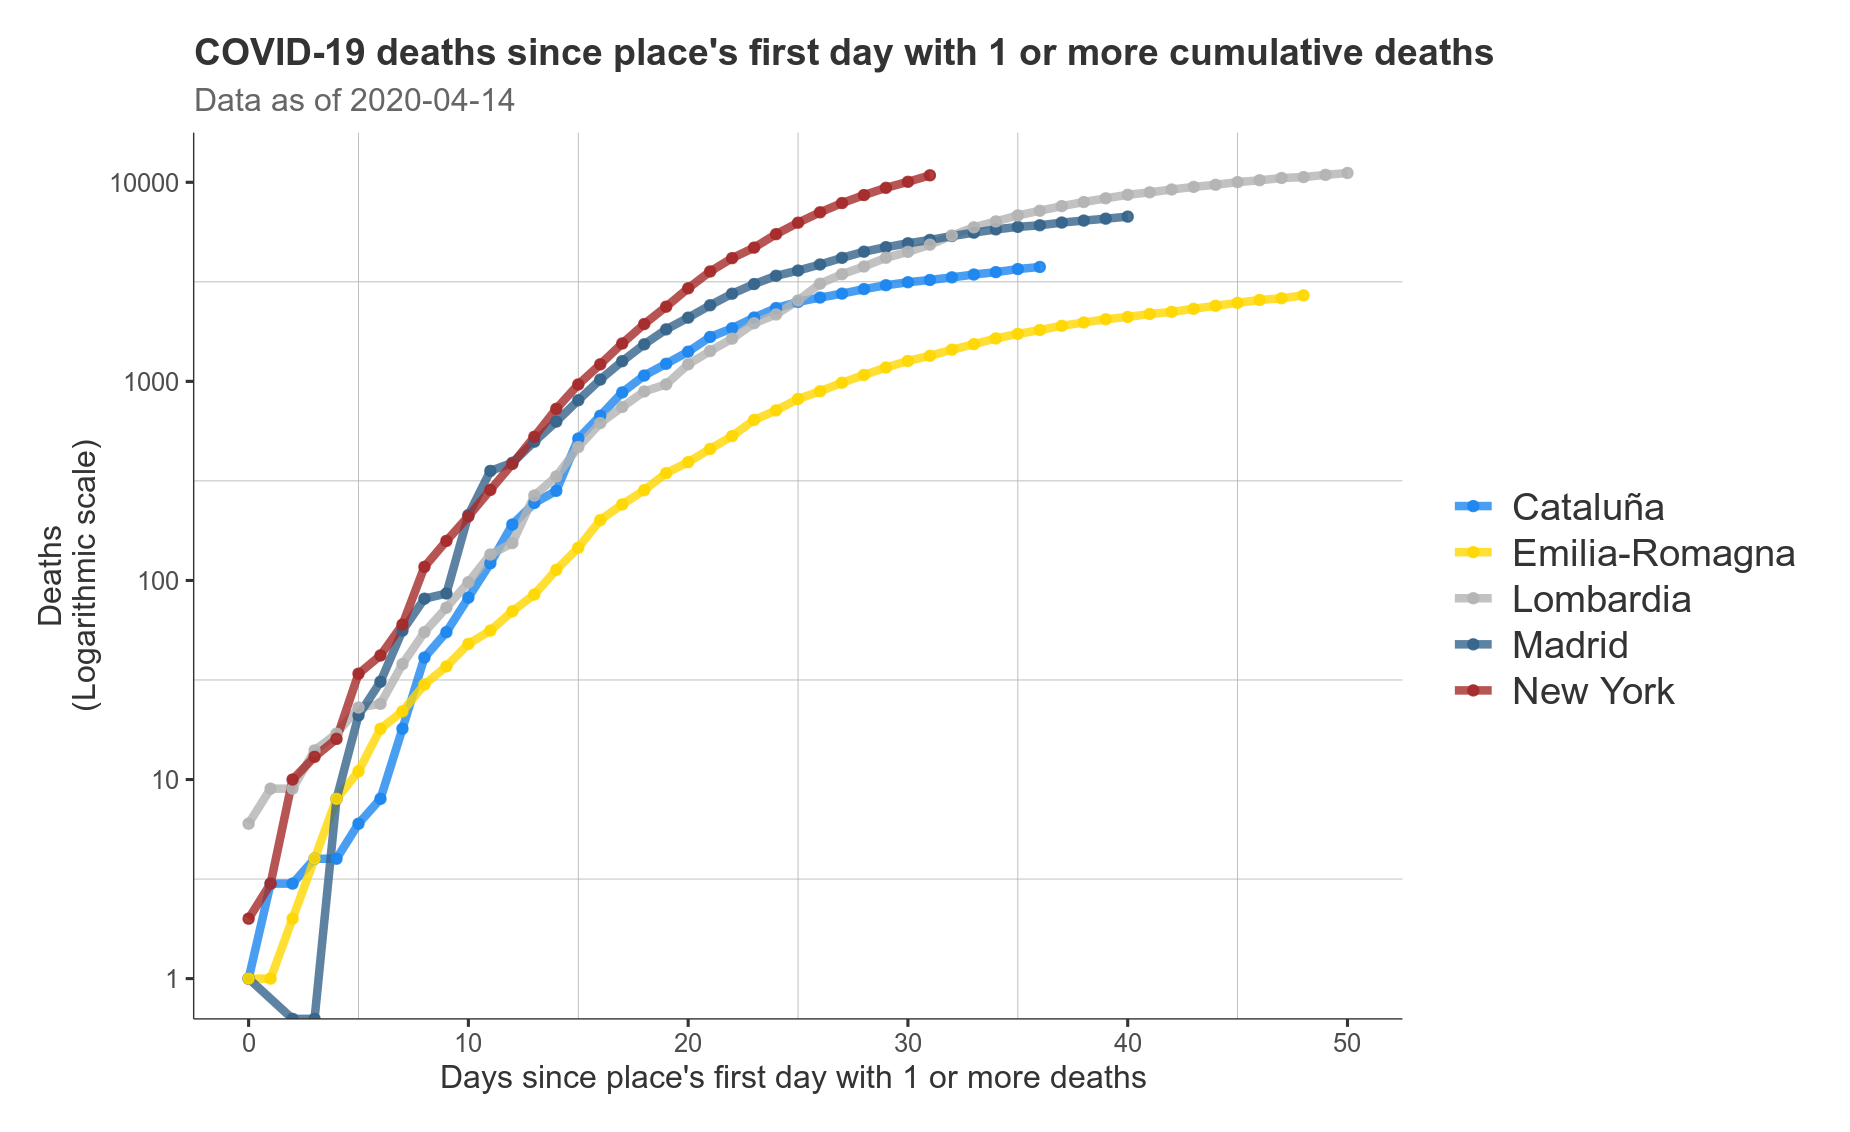 COVID-19 deaths since place's first day with 1 or more cumulative deaths
Data as of 2020-04-14
Deaths
(Logarithmic scale)
10000
1000
100
10
1
0 10 20 30 40 50
Days since place's first day with 1 or more deaths
Cataluña
Emilia-Romagna
Lombardia
Madrid
New York